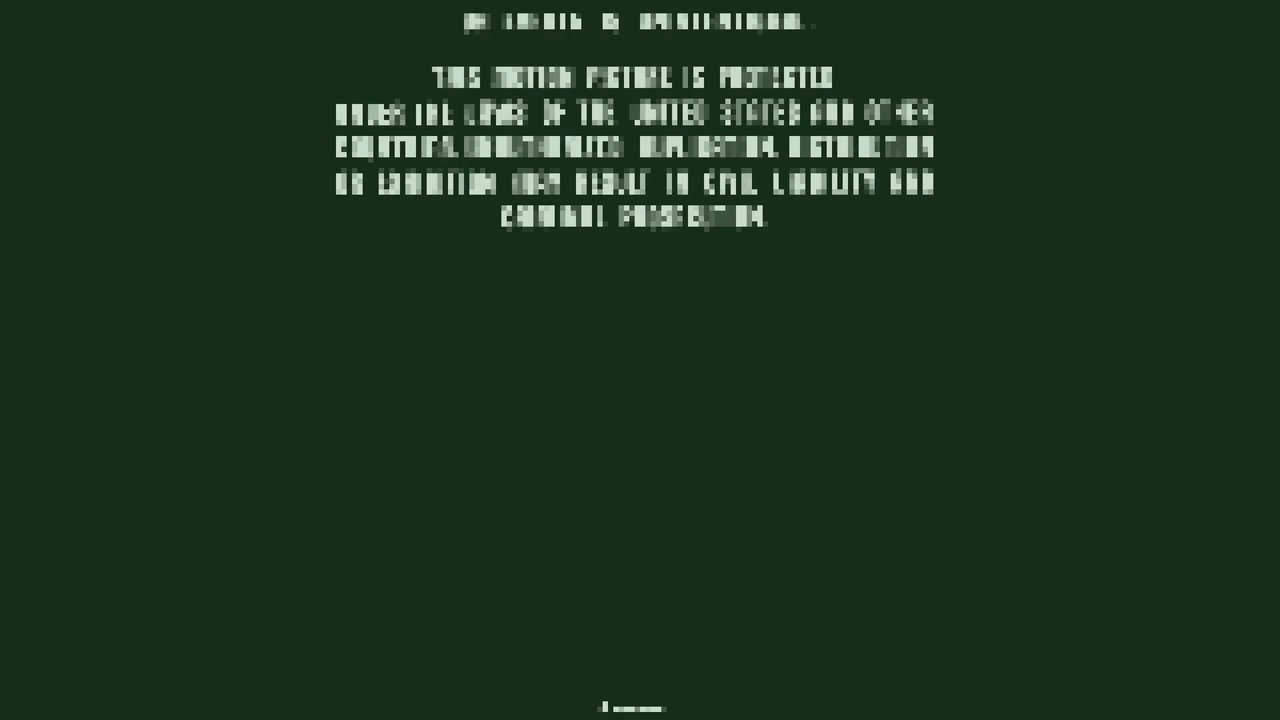 THIS MOTION PICTURE IS PROTECTED
UNDER THE LAWS OF THE UNITED STATES AND OTHER
COUNTRIES. UNAUTHORIZED DUPLICATION, DISTRIBUTION
OR EXHIBITION MAY RESULT IN CIVIL LIABILITY AND
CRIMINAL PROSECUTION.